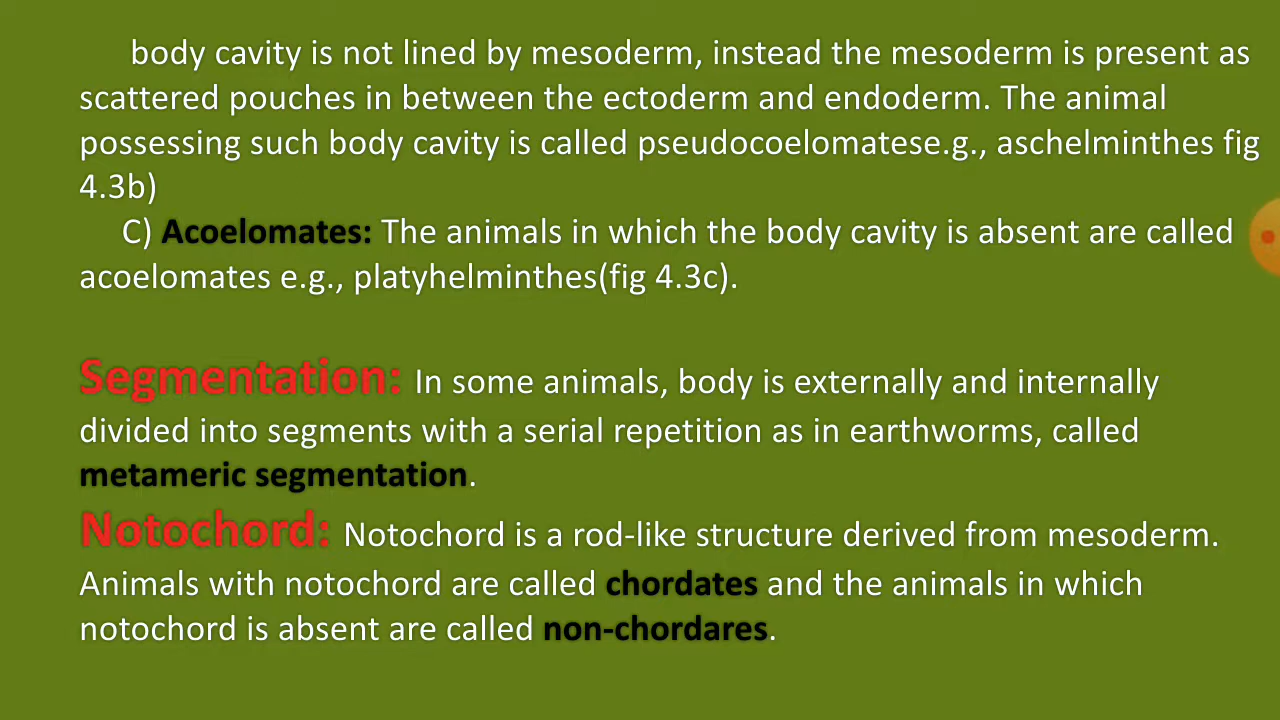 body cavity is not lined by mesoderm, instead the mesoderm is present as
scattered pouches in between the ectoderm and endoderm. The animal
possessing such body cavity is called pseudocoelomatese.g., aschelminthes fig
4.3b)
C) Acoelomates: The animals in which the body cavity is absent are called
acoelomates e.g., platyhelminthes(fig 4.3c).
Segmentation: In some animals, body is externally and internally
divided into segments with a serial repetition as in earthworms, called
metameric segmentation.
Notochord: Notochord is a rod-like structure derived from mesoderm.
Animals with notochord are called chordates and the animals in which
notochord is absent are called non-chordares.